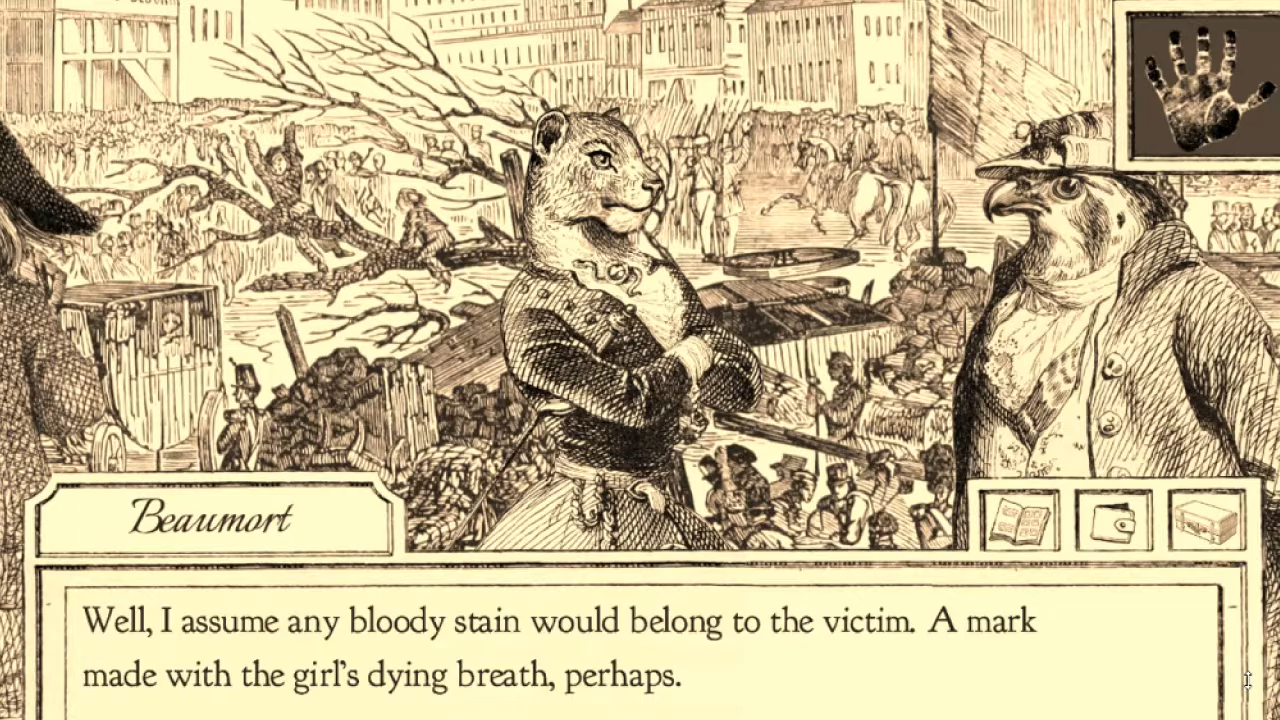 Beaumort
Well, I assume any bloody stain would belong to the victim. A mark
made with the girl's dying breath, perhaps.